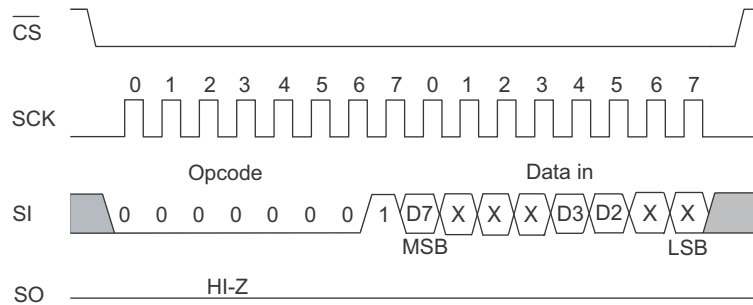 CS
0 1 2 3 4 5 6 7 0 1 2 3 4 5 6 7
SCK
Opcode Data in
SI 0 0 0 0 0 0 0 1 D7 X X X D3 D2 X X
MSB LSB
HI-Z
SO